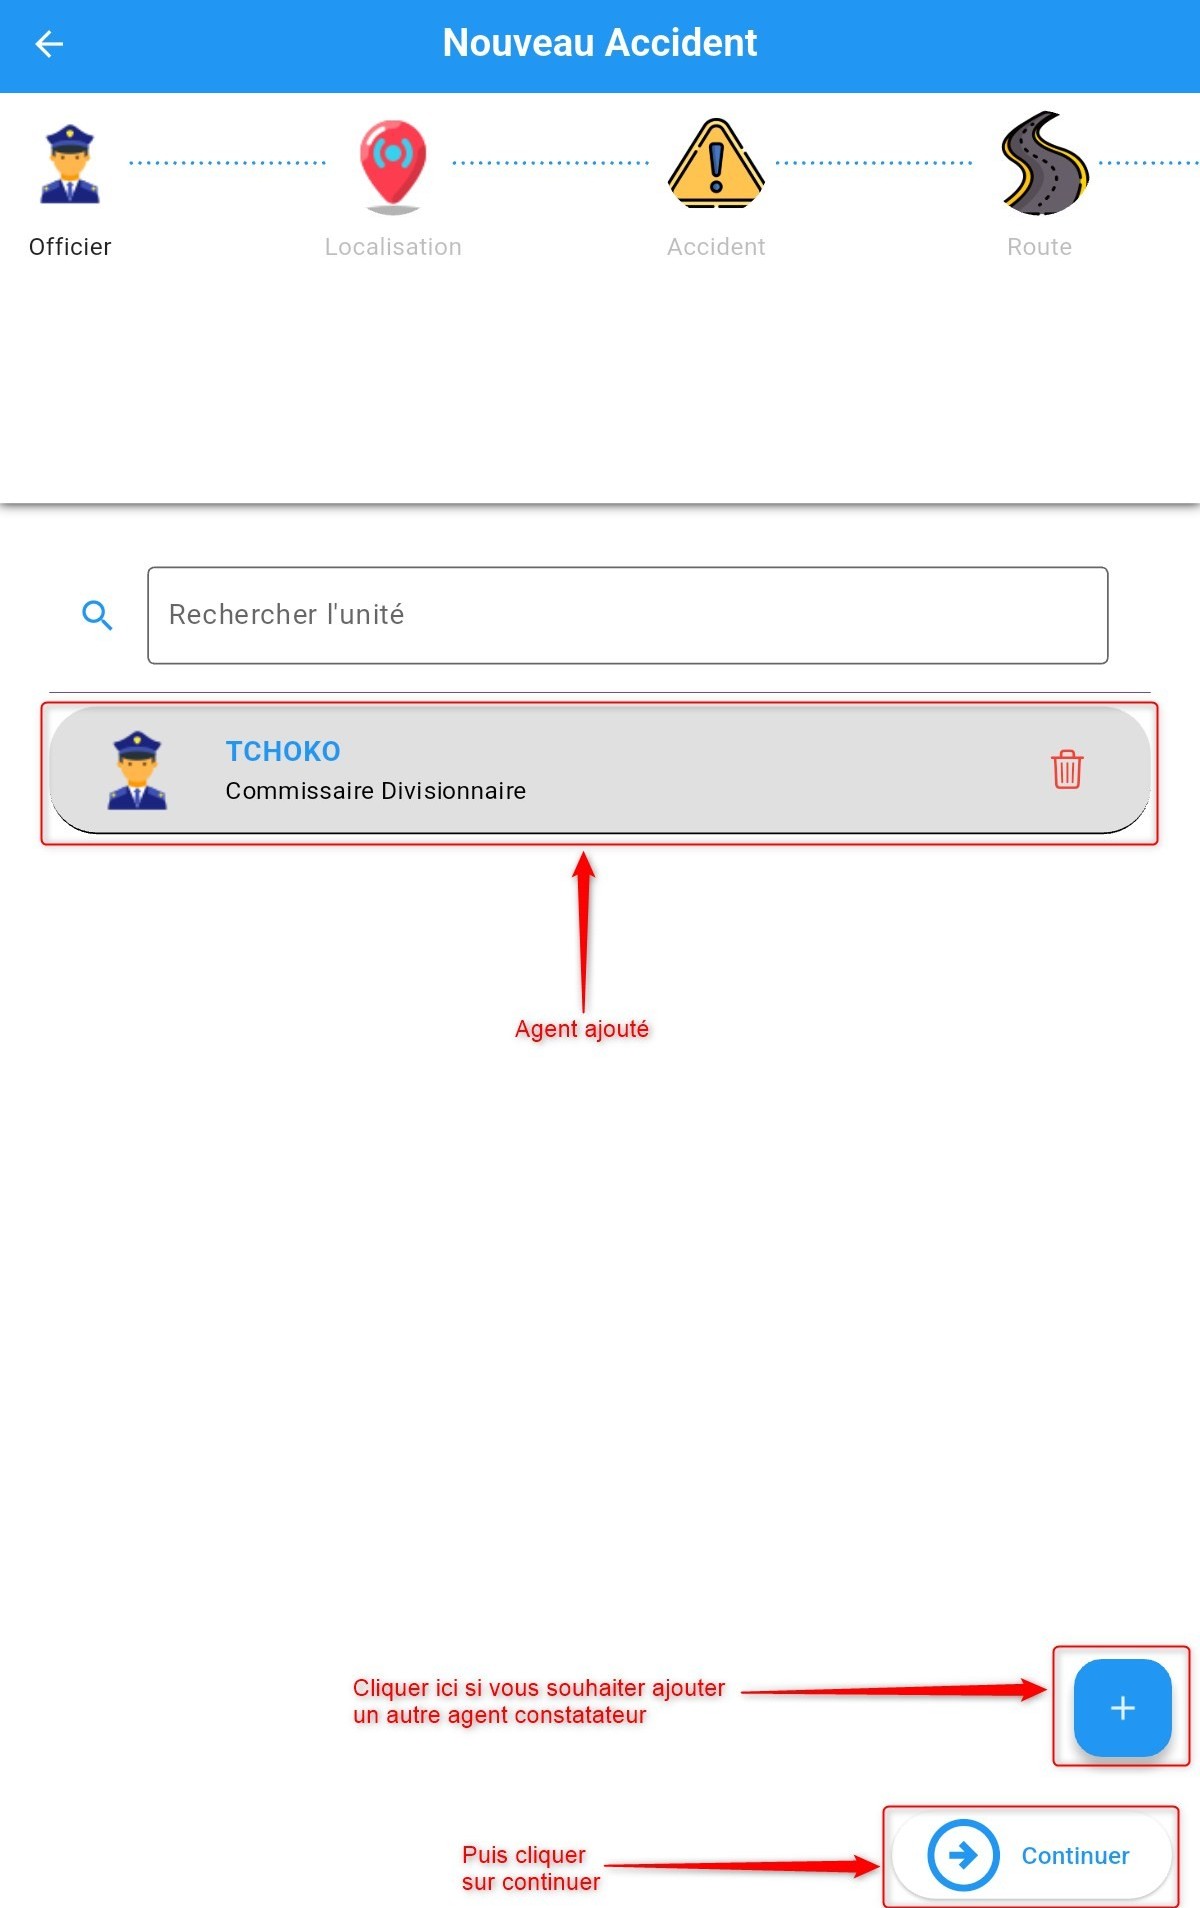 Nouveau Accident
Officier
Localisation
Accident
Route
Rechercher l'unité
TCHOKO
Commissaire Divisionnaire
Agent ajouté
Cliquer ici si vous souhaiter ajouter
un autre agent constatateur
Puis cliquer
sur continuer
Continuer